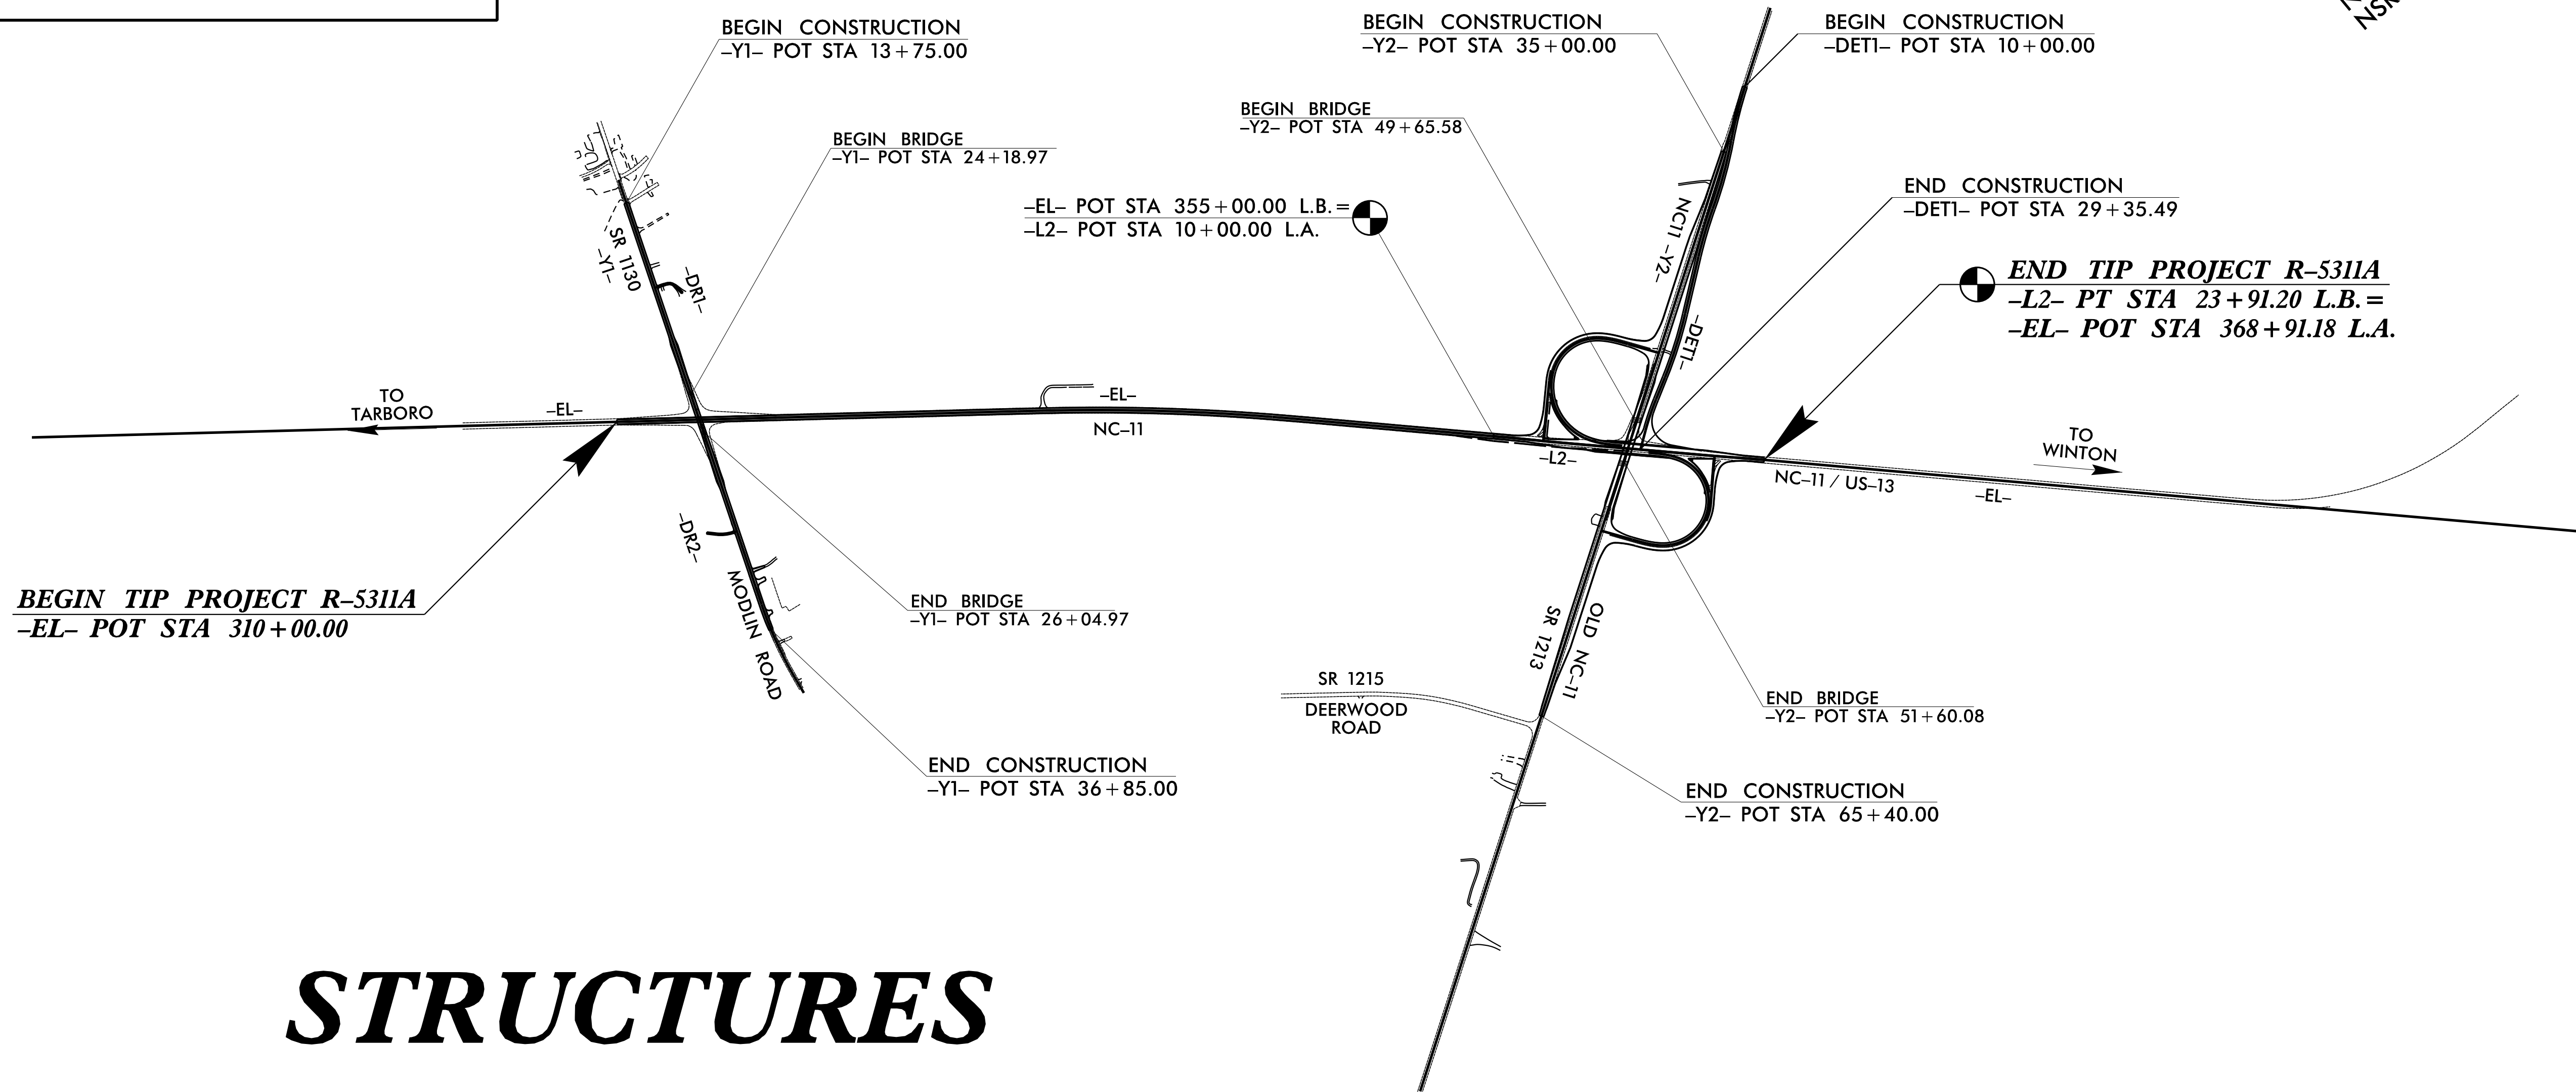 BEGIN CONSTRUCTION
–Y1– POT STA 13+75.00
BEGIN CONSTRUCTION
–Y2– POT STA 35+00.00
BEGIN CONSTRUCTION
–DET1– POT STA 10+00.00
BEGIN BRIDGE
–Y2– POT STA 49+65.58
BEGIN BRIDGE
–Y1– POT STA 24+18.97
–EL– POT STA 355+00.00 L.B.=
–L2– POT STA 10+00.00 L.A.
END CONSTRUCTION
–DET1– POT STA 29+35.49
END TIP PROJECT R–5311A
–L2– PT STA 23+91.20 L.B.=
–EL– POT STA 368+91.18 L.A.
SR 1130
–Y1–
–DR1–
NC11 –Y2–
–DET1–
TO
TARBORO
–EL–
–EL–
NC–11
–L2–
TO
WINTON
NC–11 / US–13
–EL–
–DR2–
MODLIN ROAD
BEGIN TIP PROJECT R–5311A
–EL– POT STA 310+00.00
END BRIDGE
–Y1– POT STA 26+04.97
SR 1213
OLD NC–11
SR 1215
DEERWOOD
ROAD
END BRIDGE
–Y2– POT STA 51+60.08
END CONSTRUCTION
–Y1– POT STA 36+85.00
END CONSTRUCTION
–Y2– POT STA 65+40.00
STRUCTURES